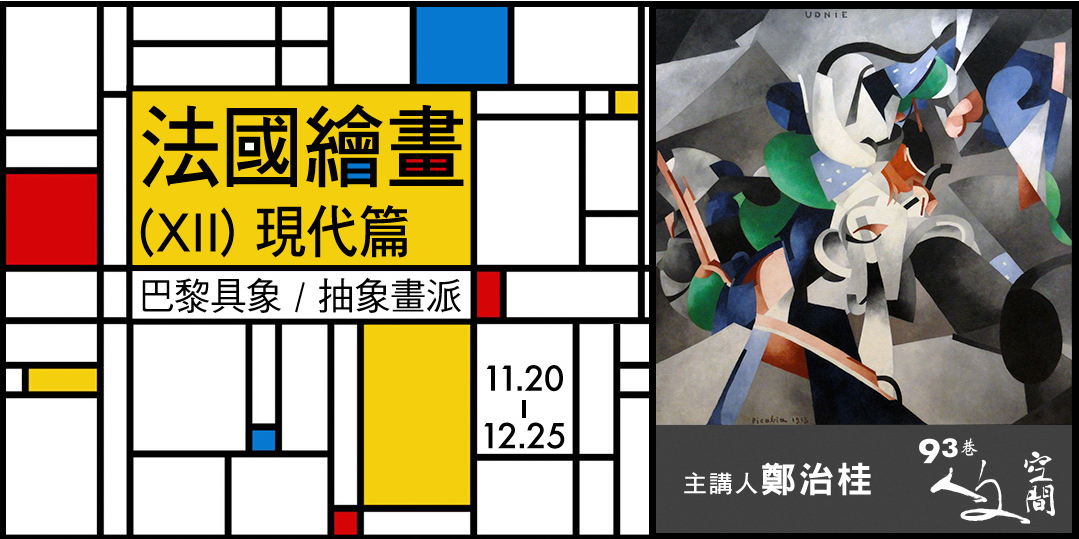 法國繪畫
(XII) 現代篇
巴黎具象 / 抽象畫派
11.20
-
12.25
UDNIE
Picabia 1913
主講人鄭治桂
93巷
人文
空間